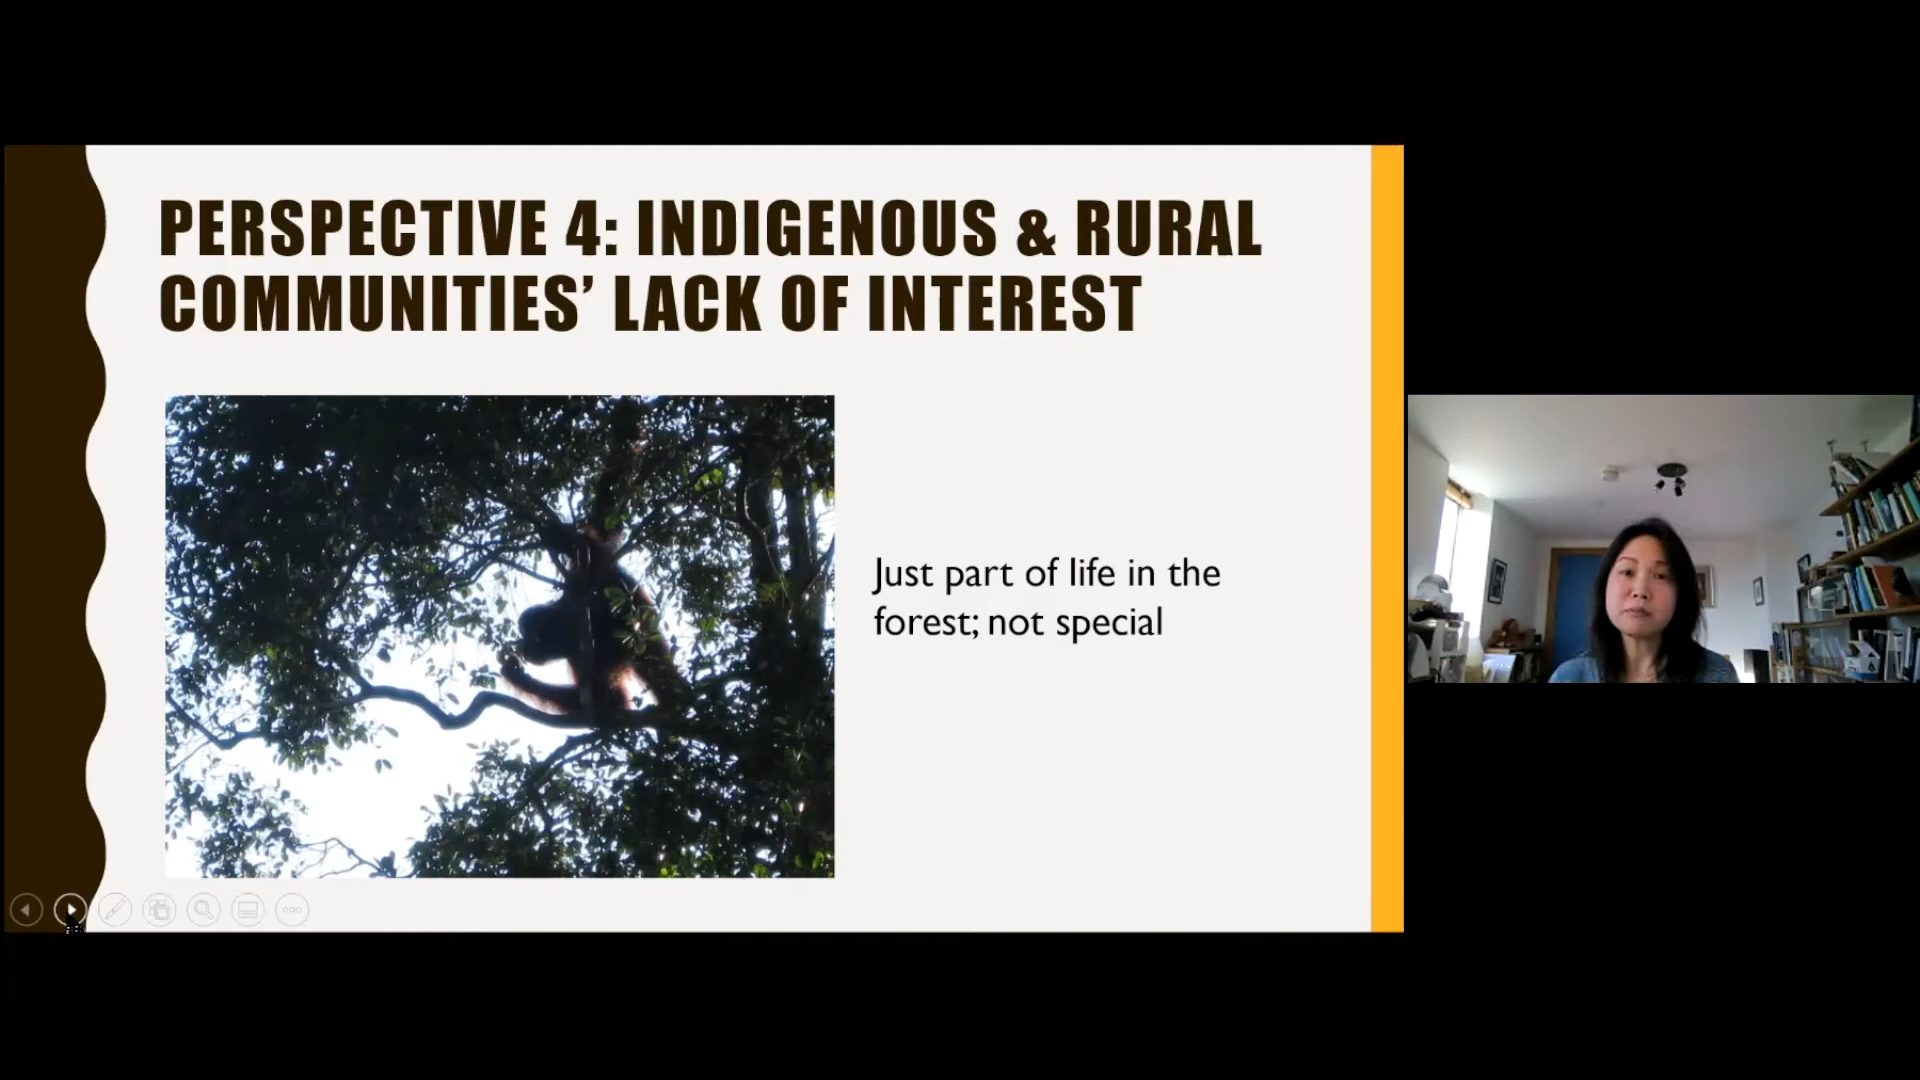 PERSPECTIVE 4: INDIGENOUS & RURAL
COMMUNITIES’ LACK OF INTEREST
Just part of life in the
forest; not special